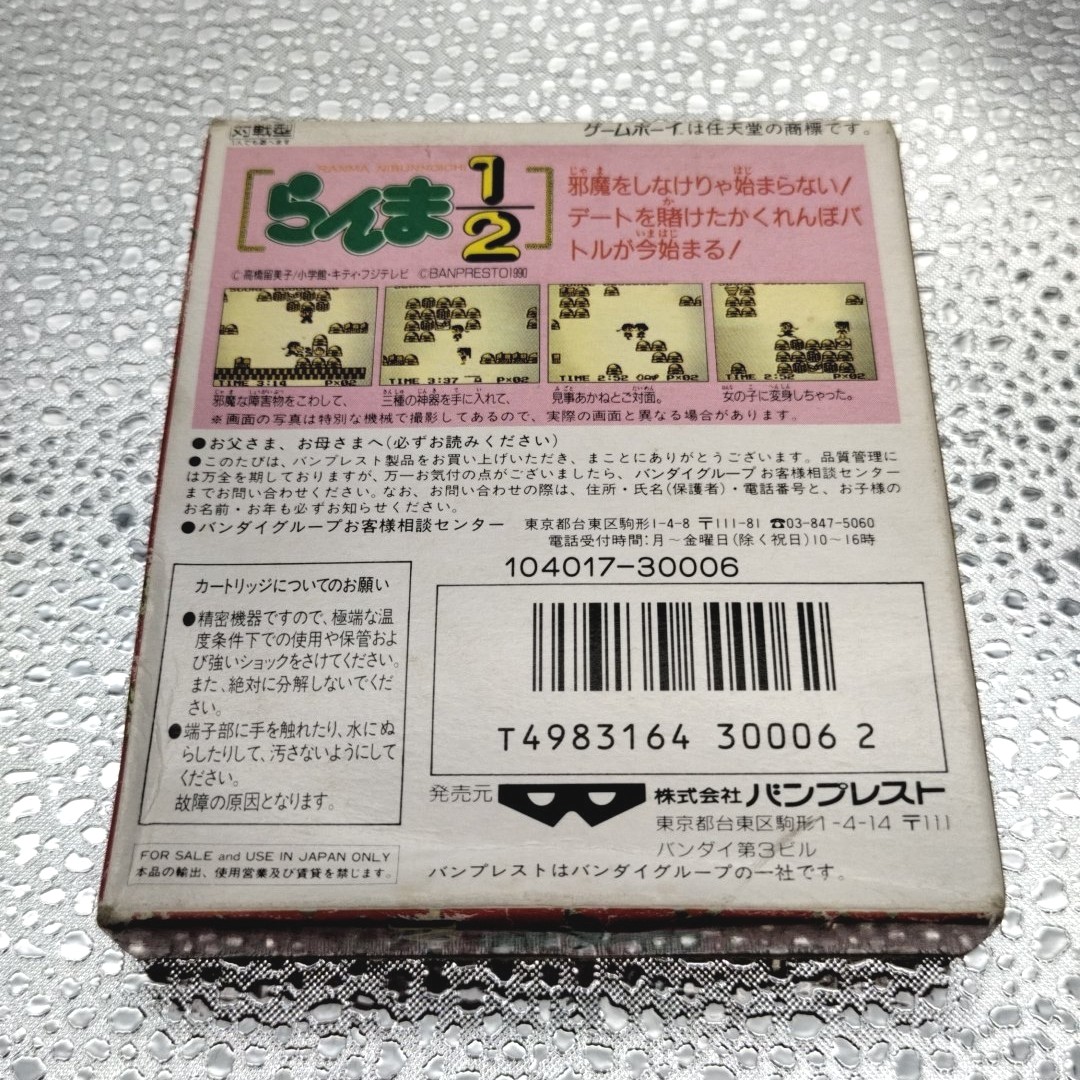 対戦型
2人でも遊べます
ゲームボーイは任天堂の商標です。
RANMA NIBUNNOICHI
らんま1/2
邪魔をしなけりゃ始まらない!
デートを賭けたかくれんぼバ
トルが今始まる!
© 高橋留美子/小学館・キティ・フジテレビ ©BANPRESTO1990
TIME 3:14 P×02
TIME 3:37 P×02
TIME 2:52 P×02
TIME 2:52 P×02
邪魔な障害物をこわして、
三種の神器を手に入れて、
見事あかねとご対面。
女の子に変身しちゃった。
※画面の写真は特別な機械で撮影してあるので、実際の画面と異なる場合があります。
●お父さま、お母さまへ(必ずお読みください)
●このたびは、バンプレスト製品をお買い上げいただき、まことにありがとうございます。品質管理に
は万全を期しておりますが、万一お気付の点がございましたら、バンダイグループお客様相談センター
までお問い合わせください。なお、お問い合わせの際は、住所・氏名(保護者)・電話番号と、お子様の
お名前・お年も必ずお知らせください。
●バンダイグループお客様相談センター 東京都台東区駒形1-4-8 〒111-81 ☎03-847-5060
電話受付時間:月〜金曜日(除く祝日)10〜16時
104017-30006
カートリッジについてのお願い
●精密機器ですので、極端な温
度条件下での使用や保管およ
び強いショックをさけてください。
また、絶対に分解しないでくだ
さい。
●端子部に手を触れたり、水にぬ
らしたりして、汚さないようにして
ください。
故障の原因となります。
T4983164 30006 2
発売元 株式会社バンプレスト
東京都台東区駒形1-4-14 〒111
バンダイ第3ビル
バンプレストはバンダイグループの一社です。
FOR SALE and USE IN JAPAN ONLY
本品の輸出、使用営業及び賃貸を禁じます。